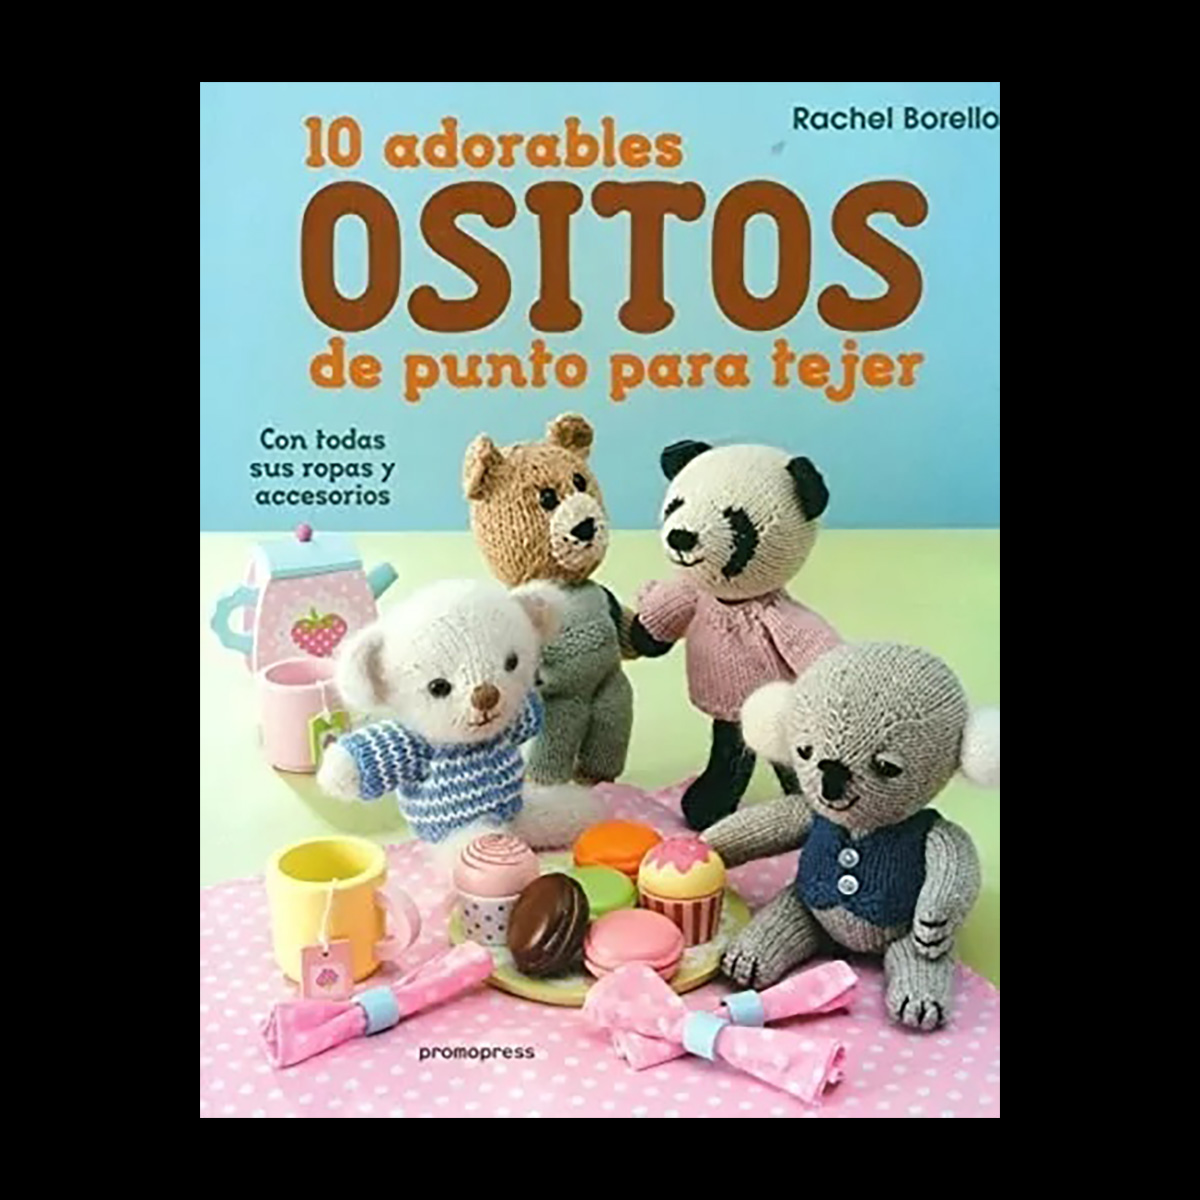 Rachel Borello
10 adorables
OSITOS
de punto para tejer
Con todas
sus ropas y
accesorios
promopress